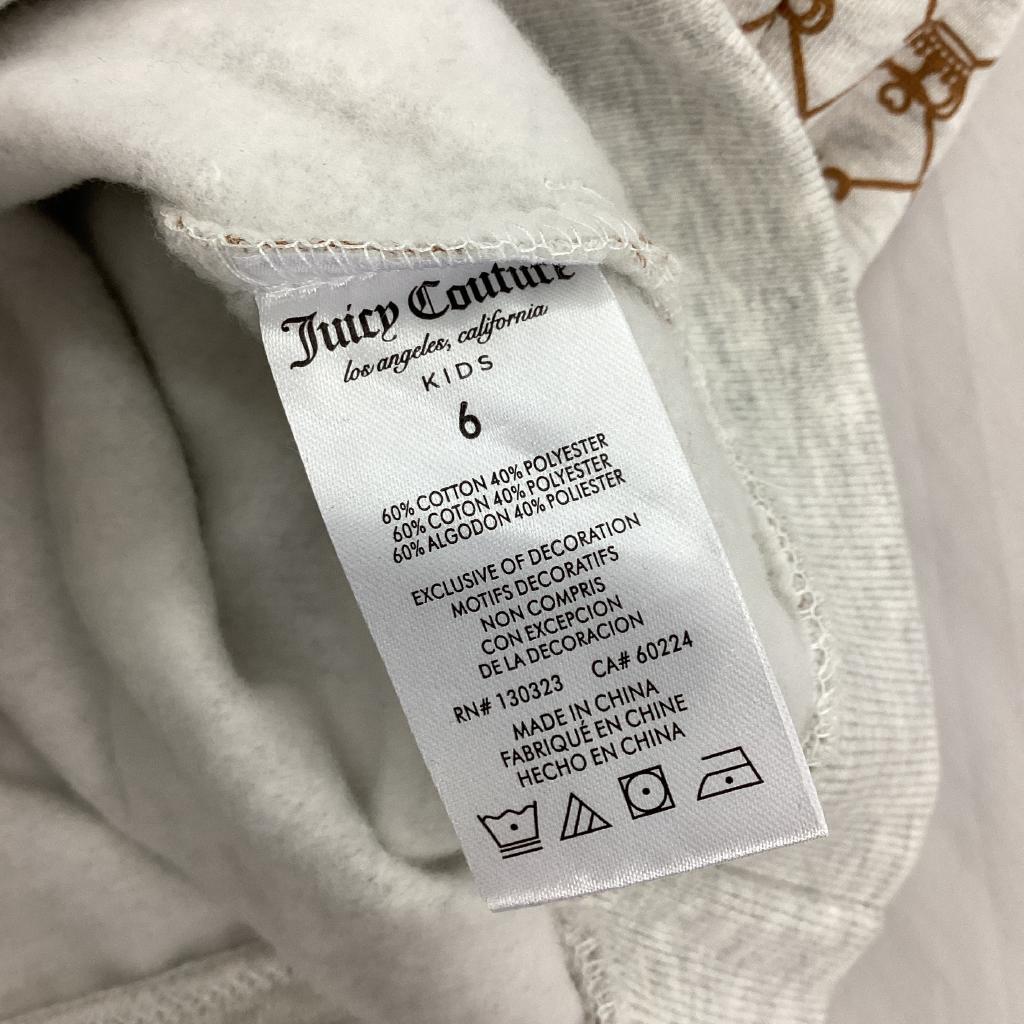 Juicy Couture
los angeles, california
KIDS
6
60% COTTON 40% POLYESTER
60% COTON 40% POLYESTER
60% ALGODON 40% POLIESTER
EXCLUSIVE OF DECORATION
MOTIFS DECORATIFS
NON COMPRIS
CON EXCEPCION
DE LA DECORACION
RN# 130323 CA# 60224
MADE IN CHINA
FABRIQUÉ EN CHINE
HECHO EN CHINA